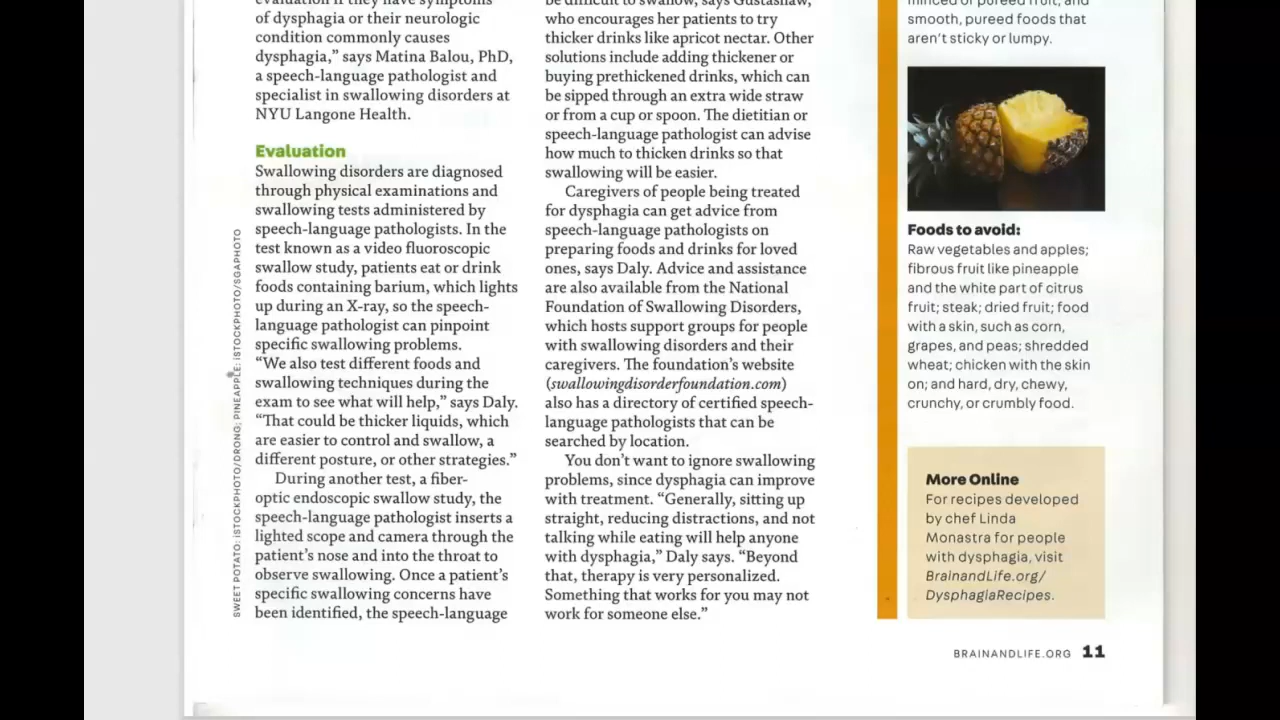 evaluation if they have symptoms
of dysphagia or their neurologic
condition commonly causes
dysphagia,” says Matina Balou, PhD,
a speech-language pathologist and
specialist in swallowing disorders at
NYU Langone Health.
Evaluation
Swallowing disorders are diagnosed
through physical examinations and
swallowing tests administered by
speech-language pathologists. In the
test known as a video fluoroscopic
swallow study, patients eat or drink
foods containing barium, which lights
up during an X-ray, so the speech-
language pathologist can pinpoint
specific swallowing problems.
“We also test different foods and
swallowing techniques during the
exam to see what will help,” says Daly.
“That could be thicker liquids, which
are easier to control and swallow, a
different posture, or other strategies.”
During another test, a fiber-
optic endoscopic swallow study, the
speech-language pathologist inserts a
lighted scope and camera through the
patient’s nose and into the throat to
observe swallowing. Once a patient’s
specific swallowing concerns have
been identified, the speech-language
be difficult to swallow, says Gustashaw,
who encourages her patients to try
thicker drinks like apricot nectar. Other
solutions include adding thickener or
buying prethickened drinks, which can
be sipped through an extra wide straw
or from a cup or spoon. The dietitian or
speech-language pathologist can advise
how much to thicken drinks so that
swallowing will be easier.
Caregivers of people being treated
for dysphagia can get advice from
speech-language pathologists on
preparing foods and drinks for loved
ones, says Daly. Advice and assistance
are also available from the National
Foundation of Swallowing Disorders,
which hosts support groups for people
with swallowing disorders and their
caregivers. The foundation’s website
(swallowingdisorderfoundation.com)
also has a directory of certified speech-
language pathologists that can be
searched by location.
You don’t want to ignore swallowing
problems, since dysphagia can improve
with treatment. “Generally, sitting up
straight, reducing distractions, and not
talking while eating will help anyone
with dysphagia,” Daly says. “Beyond
that, therapy is very personalized.
Something that works for you may not
work for someone else.”
minced or pureed fruit; and
smooth, pureed foods that
aren’t sticky or lumpy.
Foods to avoid:
Raw vegetables and apples;
fibrous fruit like pineapple
and the white part of citrus
fruit; steak; dried fruit; food
with a skin, such as corn,
grapes, and peas; shredded
wheat; chicken with the skin
on; and hard, dry, chewy,
crunchy, or crumbly food.
More Online
For recipes developed
by chef Linda
Monastra for people
with dysphagia, visit
BrainandLife.org/
DysphagiaRecipes.
SWEET POTATO: iSTOCKPHOTO/DRONG; PINEAPPLE: iSTOCKPHOTO/SGAPHOTO
BRAINANDLIFE.ORG 11